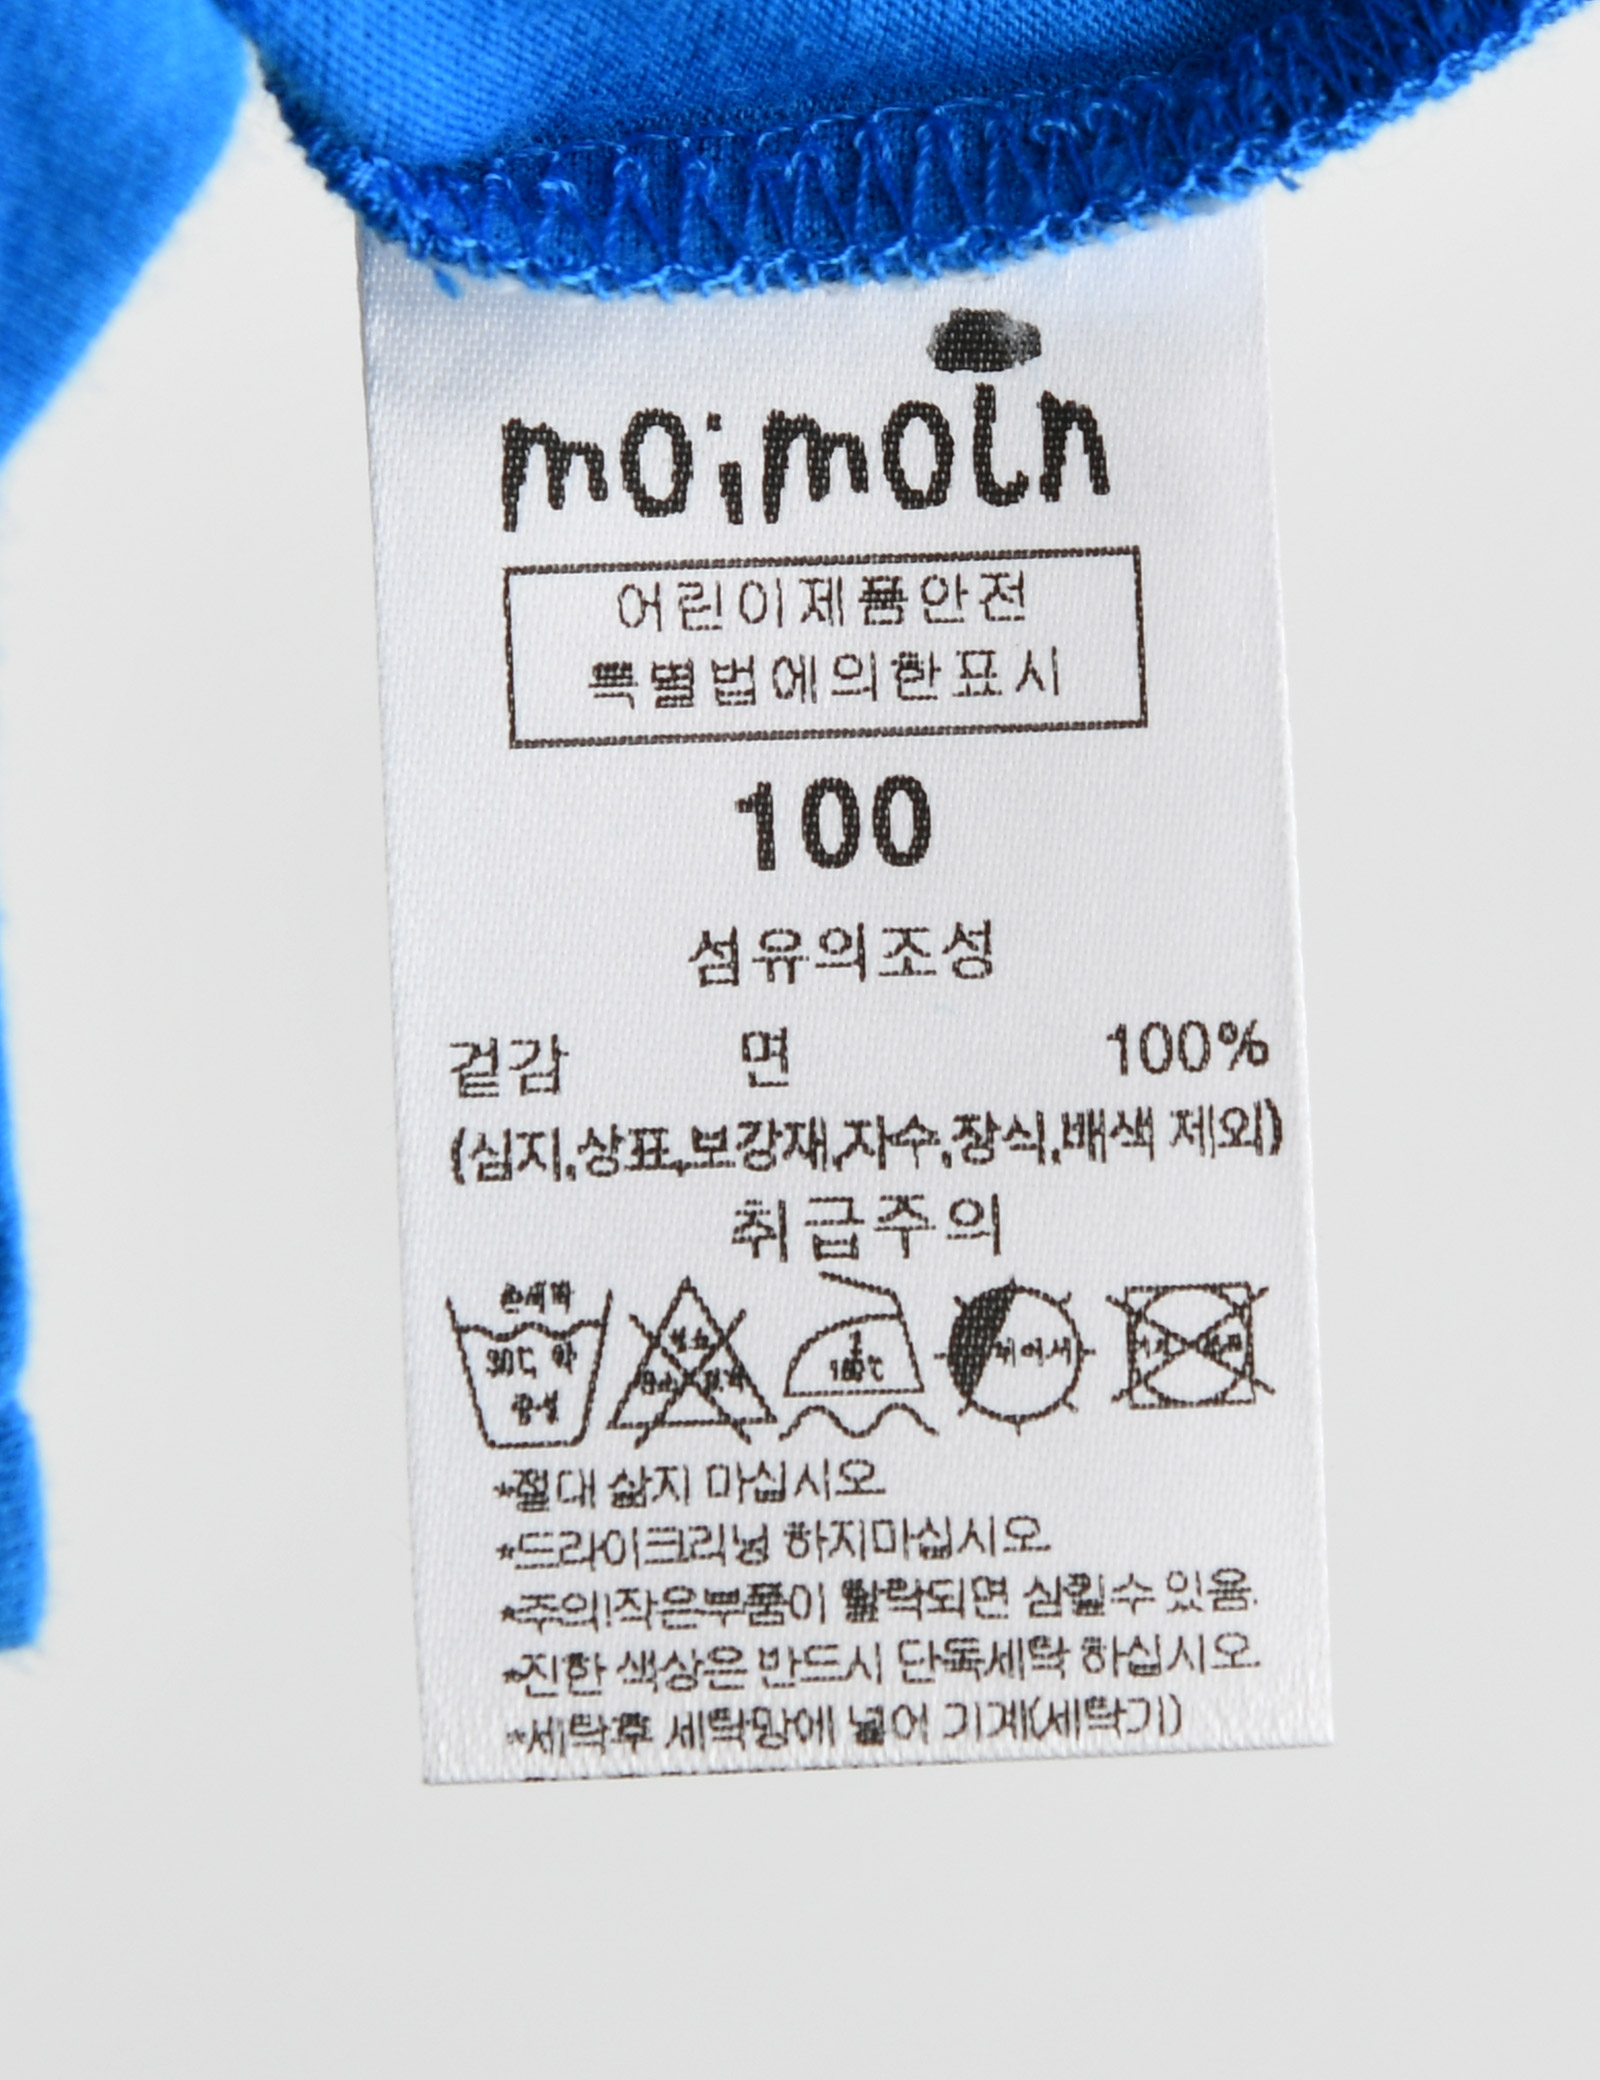 moimoln
어린이제품안전
특별법에의한표시
100
섬유의조성
겉감 면 100%
(심지,상표,보강재,자수,장식,배색 제외)
취급주의
손세탁
30℃ 약
중성
염소
180℃
뉘어서
*절대 삶지 마십시오.
*드라이크리닝 하지마십시오.
*주의!작은부품이 탈락되면 삼킬수 있음.
*진한 색상은 반드시 단독세탁 하십시오.
*세탁후 세탁망에 넣어 기계(세탁기)